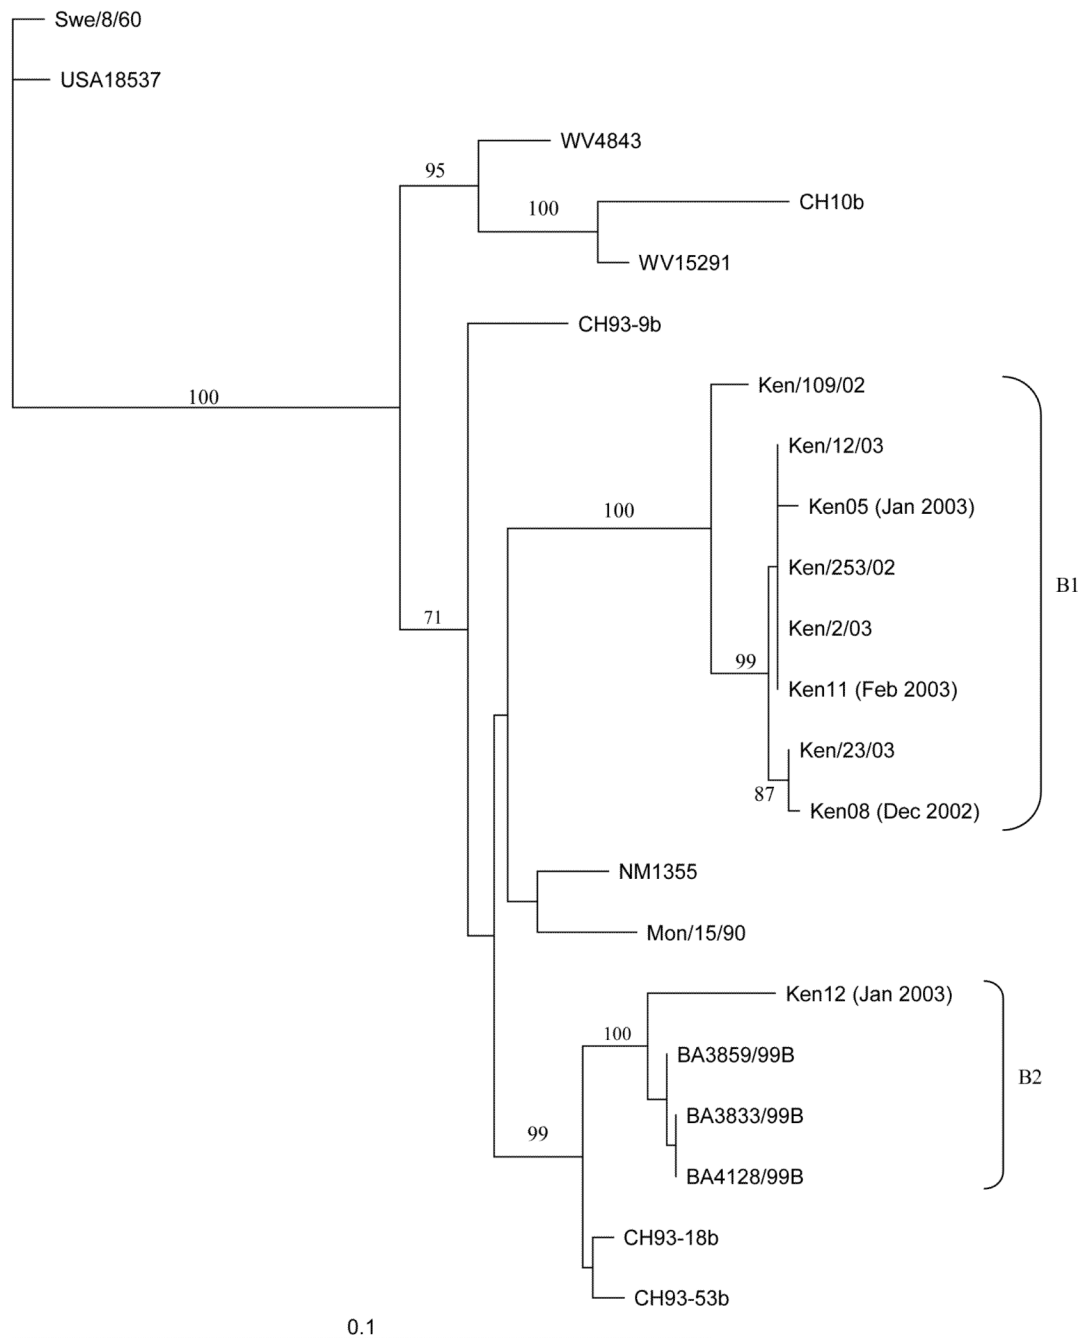 Swe/8/60
USA18537
WV4843
95
CH10b
100
WV15291
CH93-9b
Ken/109/02
100
Ken/12/03
Ken05 (Jan 2003)
100
Ken/253/02
B1
71
Ken/2/03
99
Ken11 (Feb 2003)
Ken/23/03
87
Ken08 (Dec 2002)
NM1355
Mon/15/90
Ken12 (Jan 2003)
100
BA3859/99B
B2
BA3833/99B
99
BA4128/99B
CH93-18b
CH93-53b
0.1